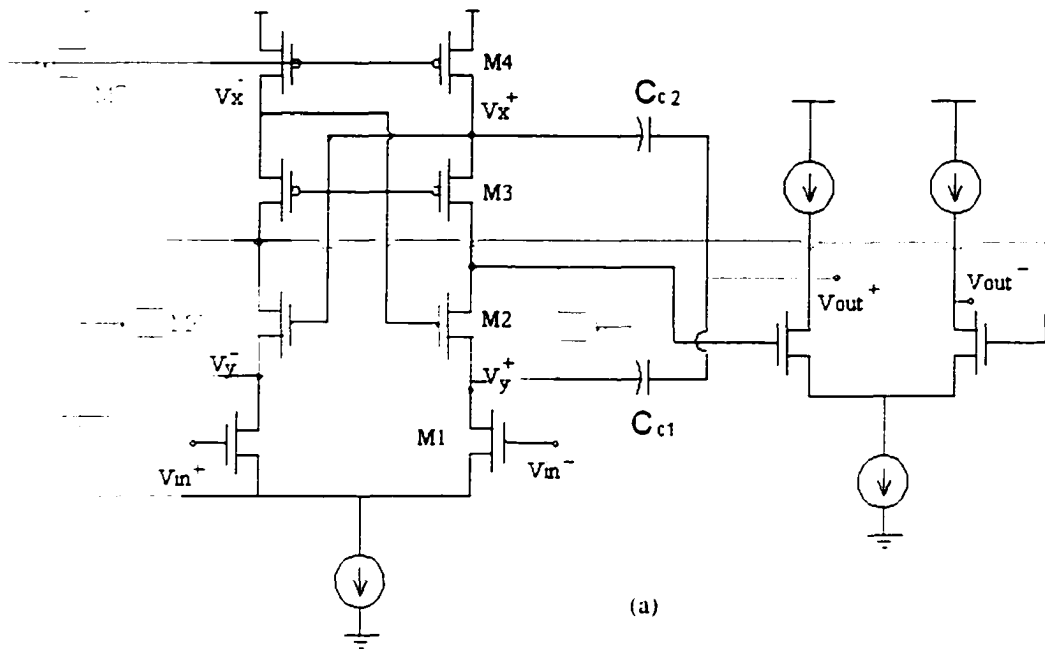 M4
Vx-
Vx+
Cc2
M3
M2
Vout+
Vout-
Vy-
Vy+
Cc1
M1
Vin+
Vin-
(a)